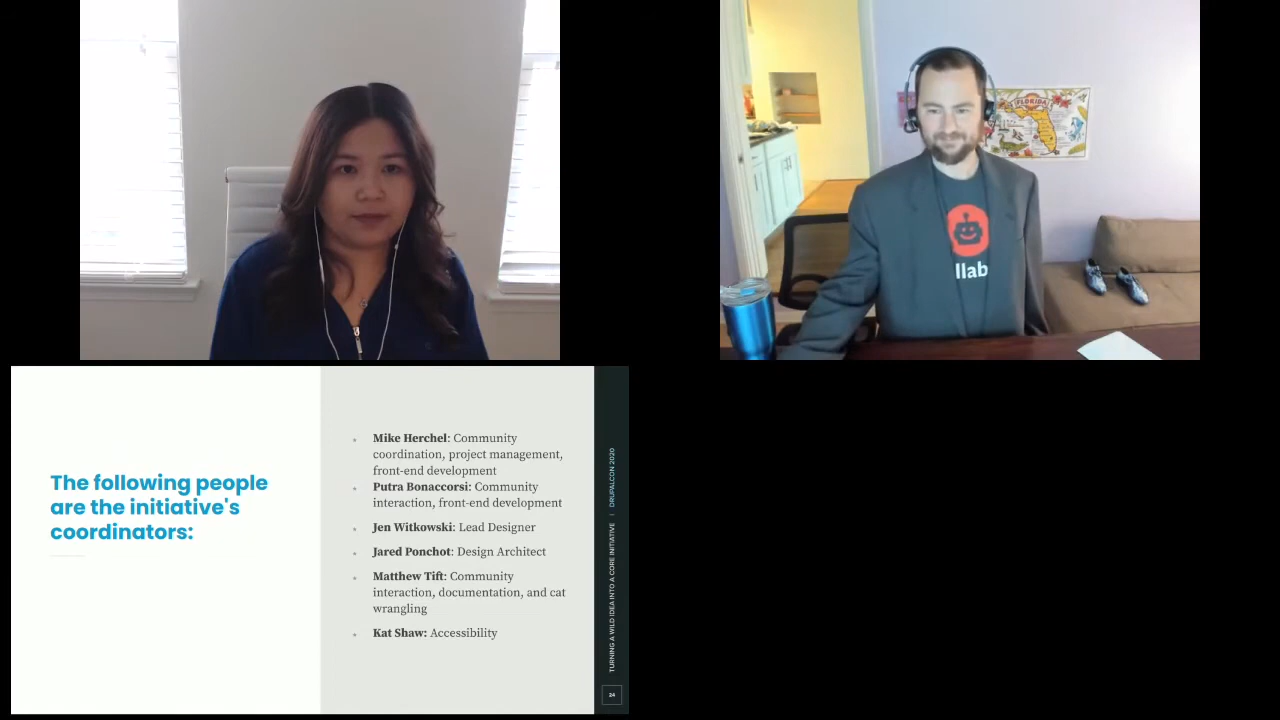 FLORIDA
llab
The following people
are the initiative's
coordinators:
Mike Herchel: Community
coordination, project management,
front-end development
Putra Bonaccorsi: Community
interaction, front-end development
Jen Witkowski: Lead Designer
Jared Ponchot: Design Architect
Matthew Tift: Community
interaction, documentation, and cat
wrangling
Kat Shaw: Accessibility
TURNING A WILD IDEA INTO A CORE INITIATIVE | DRUPALCON 2020
24